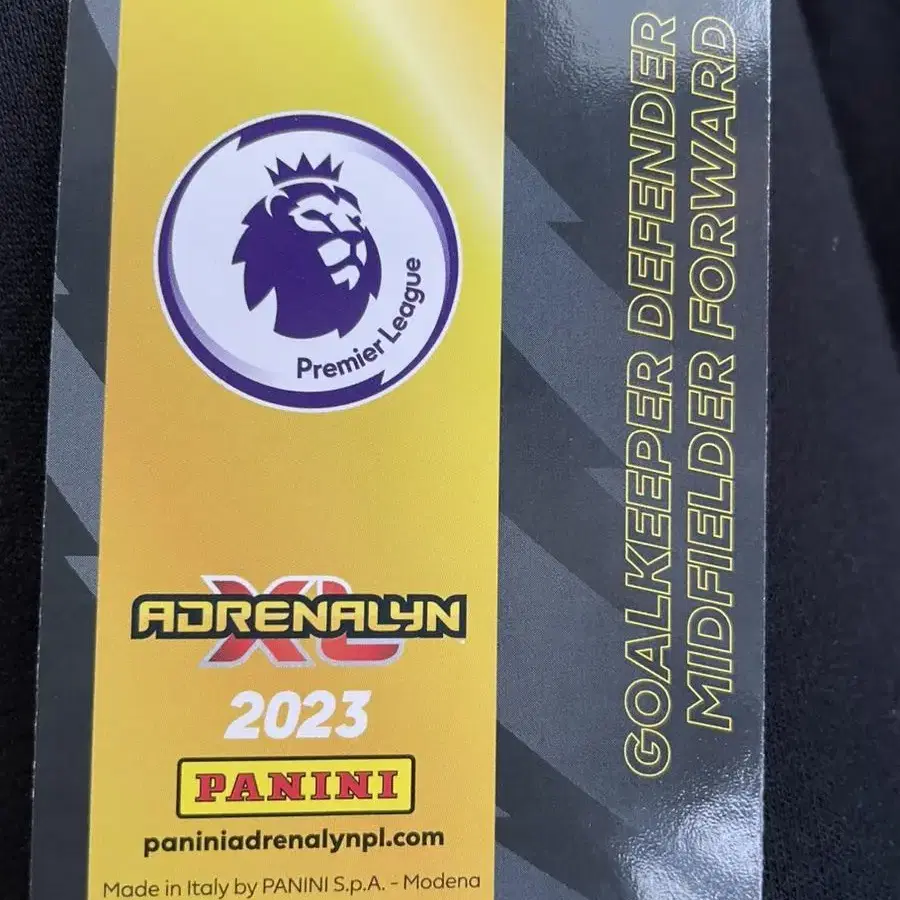 Premier League
ADRENALYN
XL
2023
PANINI
paniniadrenalynpl.com
Made in Italy by PANINI S.p.A. - Modena
GOALKEEPER DEFENDER
MIDFIELDER FORWARD